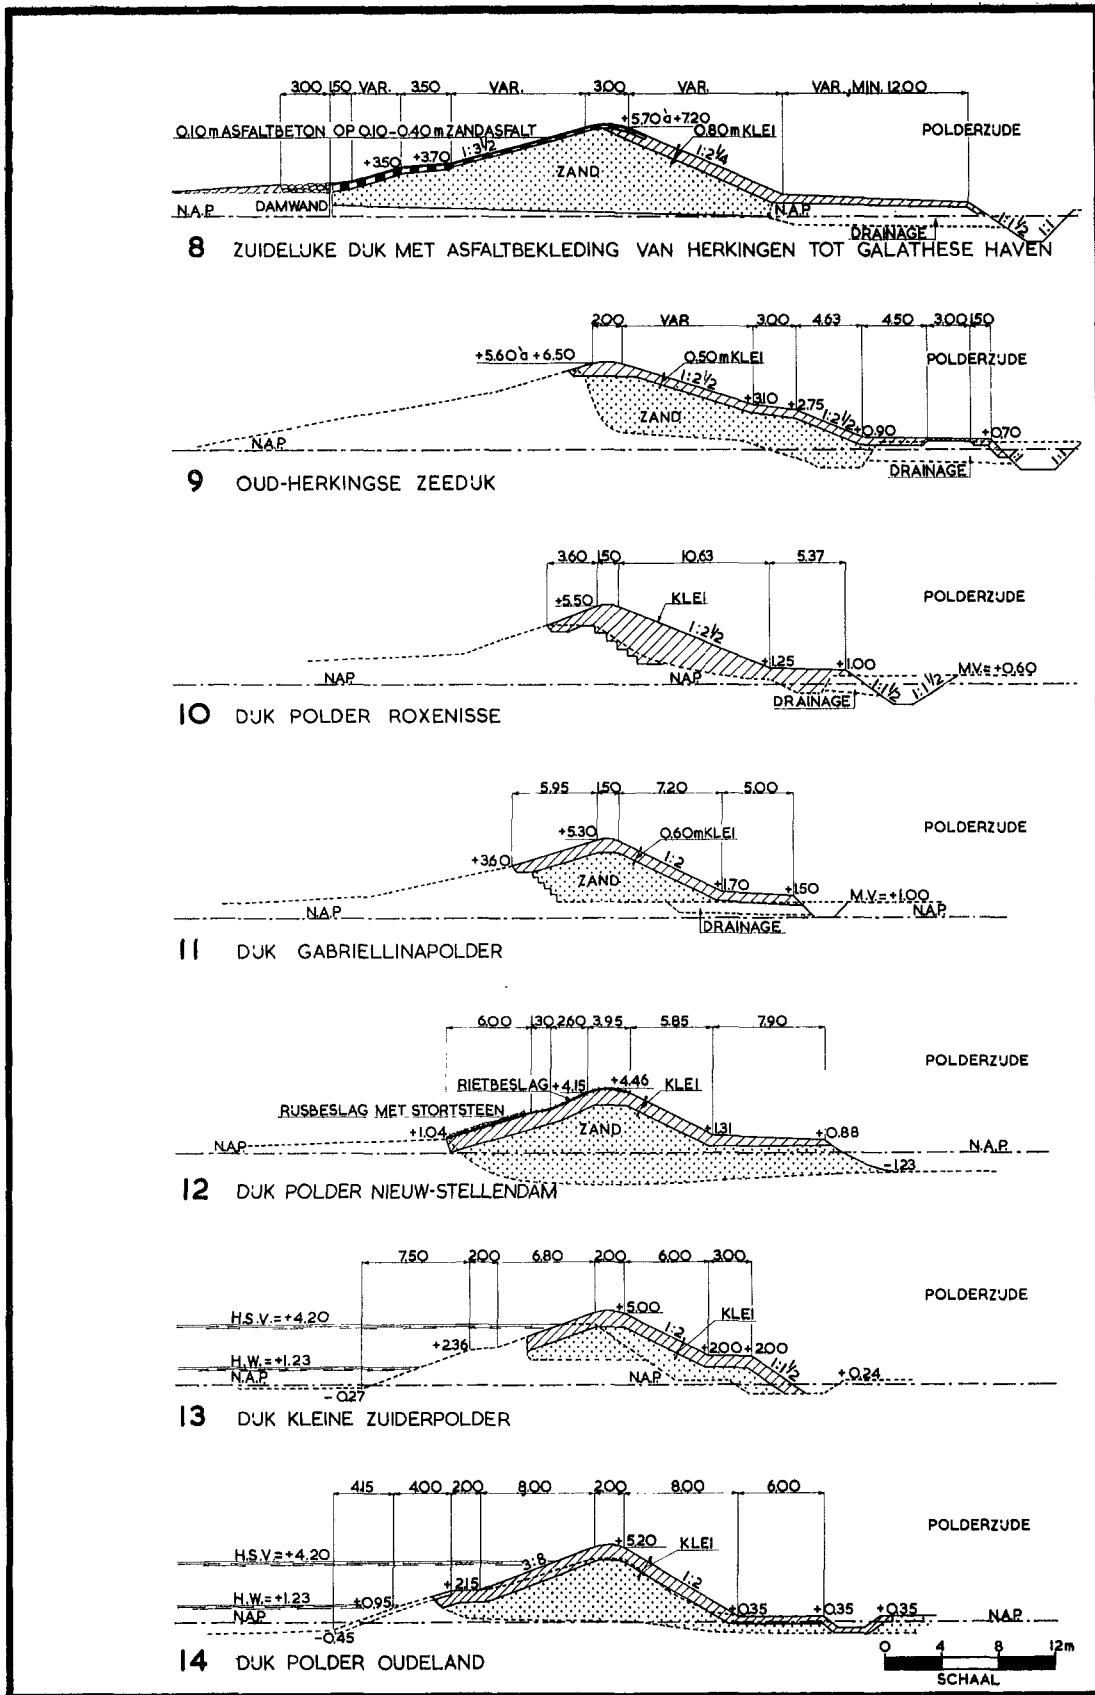 3.00 1.50 VAR. 3.50 VAR. 3.00 VAR. VAR. MIN. 12.00
0.10 m ASFALTBETON OP 0.10-0.40 m ZANDASFALT
+5.70 à +7.20
0.80 m KLEI
POLDERZIJDE
+3.50 +3.70 1:3½ ZAND 1:2¼
N.A.P. DAMWAND N.A.P. DRAINAGE 1:1½ 1:1
8 ZUIDELIJKE DIJK MET ASFALTBEKLEDING VAN HERKINGEN TOT GALATHESE HAVEN
2.00 VAR 3.00 4.63 4.50 3.00 1.50
+5.60 à +6.50 0.50 m KLEI POLDERZIJDE
1:2½ +3.10 +2.75 1:2½ +0.90 +0.70
ZAND
N.A.P. DRAINAGE 1:1 1:1
9 OUD-HERKINGSE ZEEDIJK
3.60 1.50 10.63 5.37
+5.50 KLEI POLDERZIJDE
1:2½ +1.25 +1.00 M.V.=+0.60
NAP. NAP. DRAINAGE 1:1½ 1:1½
10 DIJK POLDER ROXENISSE
5.95 1.50 7.20 5.00
+5.30 0.60 m KLEI POLDERZIJDE
+3.60 ZAND 1:2 +1.70 +1.50 M.V.=+1.00
N.A.P. N.A.P.
DRAINAGE
11 DIJK GABRIELLINAPOLDER
6.00 1.30 2.60 3.95 5.85 7.90
POLDERZIJDE
RIETBESLAG +4.15 +4.46 KLEI
RIJSBESLAG MET STORTSTEEN
+1.04 ZAND +1.31 +0.88
N.A.P. N.A.P.
-1.23
12 DIJK POLDER NIEUW-STELLENDAM
7.50 2.00 6.80 2.00 6.00 3.00
POLDERZIJDE
H.S.V.=+4.20 +5.00 KLEI
+2.36 1:2 +2.00 +2.00
H.W.=+1.23 1:1½
N.A.P. NAP. +0.24
-0.27
13 DIJK KLEINE ZUIDERPOLDER
4.15 4.00 2.00 8.00 2.00 8.00 6.00
POLDERZIJDE
H.S.V.=+4.20 +5.20 KLEI
3:8 1:2
H.W.=+1.23 +0.95 +2.15 +0.35 +0.35 +0.35
NAP. NAP.
-0.45
14 DIJK POLDER OUDELAND
0 4 8 12m
SCHAAL